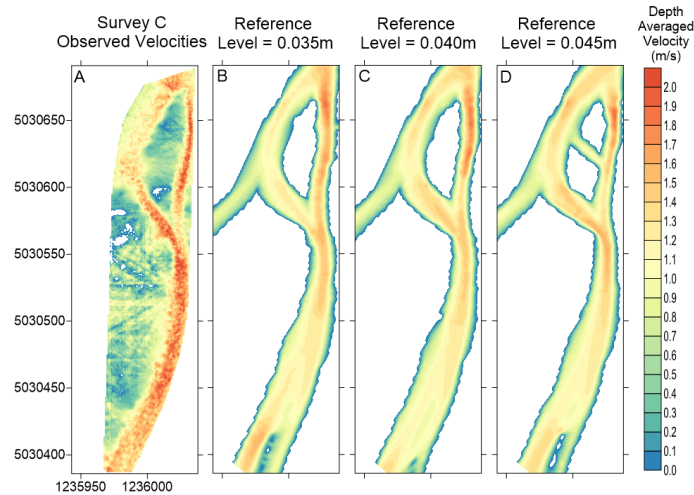 Survey C
Observed Velocities
Reference
Level = 0.035m
Reference
Level = 0.040m
Reference
Level = 0.045m
Depth
Averaged
Velocity
(m/s)
A
B
C
D
5030650
5030600
5030550
5030500
5030450
5030400
1235950
1236000
2.0
1.9
1.8
1.7
1.6
1.5
1.4
1.3
1.2
1.1
1.0
0.9
0.8
0.7
0.6
0.5
0.4
0.3
0.2
0.1
0.0